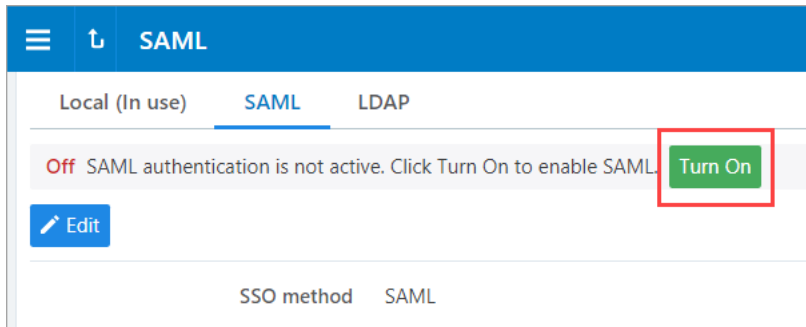 SAML
Local (In use) SAML LDAP
Off SAML authentication is not active. Click Turn On to enable SAML. Turn On
Edit
SSO method SAML